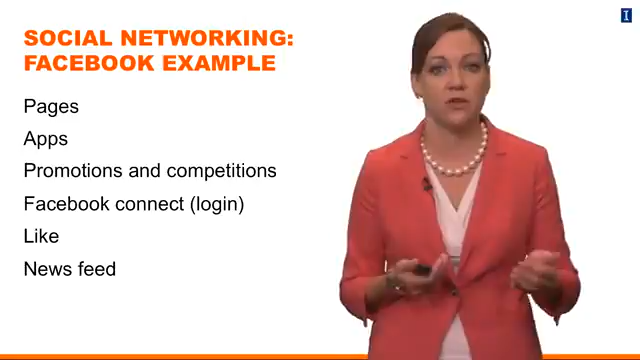 SOCIAL NETWORKING:
FACEBOOK EXAMPLE
Pages
Apps
Promotions and competitions
Facebook connect (login)
Like
News feed
I